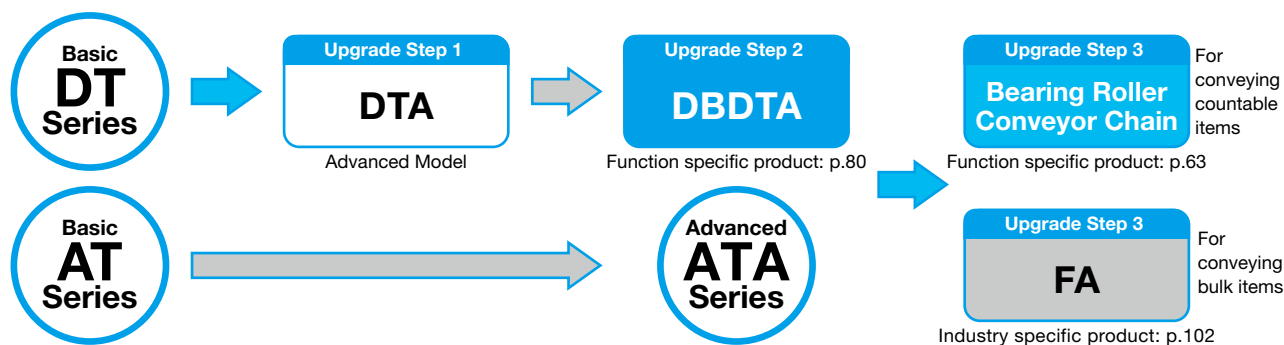 Basic
DT
Series
Upgrade Step 1
DTA
Advanced Model
Upgrade Step 2
DBDTA
Function specific product: p.80
Upgrade Step 3
Bearing Roller
Conveyor Chain
Function specific product: p.63
For
conveying
countable
items
Basic
AT
Series
Advanced
ATA
Series
Upgrade Step 3
FA
Industry specific product: p.102
For
conveying
bulk items